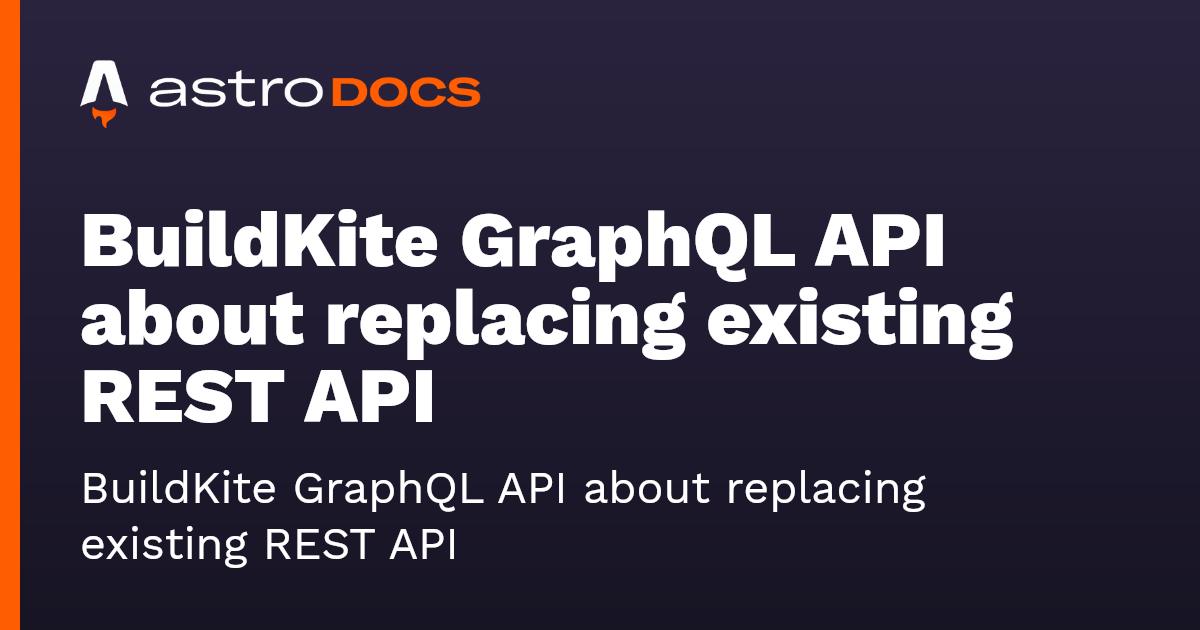 astro DOCS
BuildKite GraphQL API
about replacing existing
REST API
BuildKite GraphQL API about replacing
existing REST API